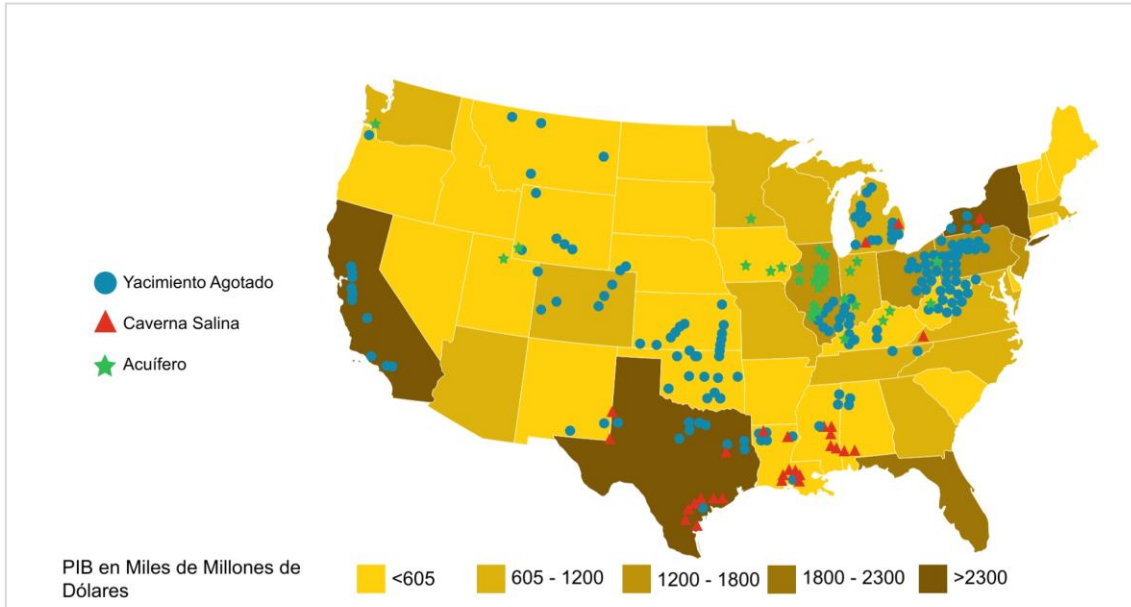 Yacimiento Agotado
Caverna Salina
Acuífero
PIB en Miles de Millones de
Dólares
<605
605 - 1200
1200 - 1800
1800 - 2300
>2300